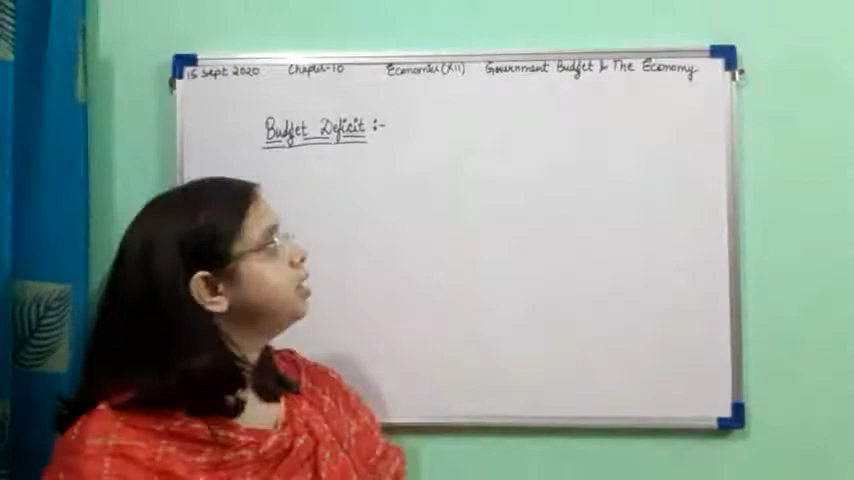 15 Sept 2020 Chapter-10 Economics (XII) Government Budget & The Economy
Budget Deficit :-